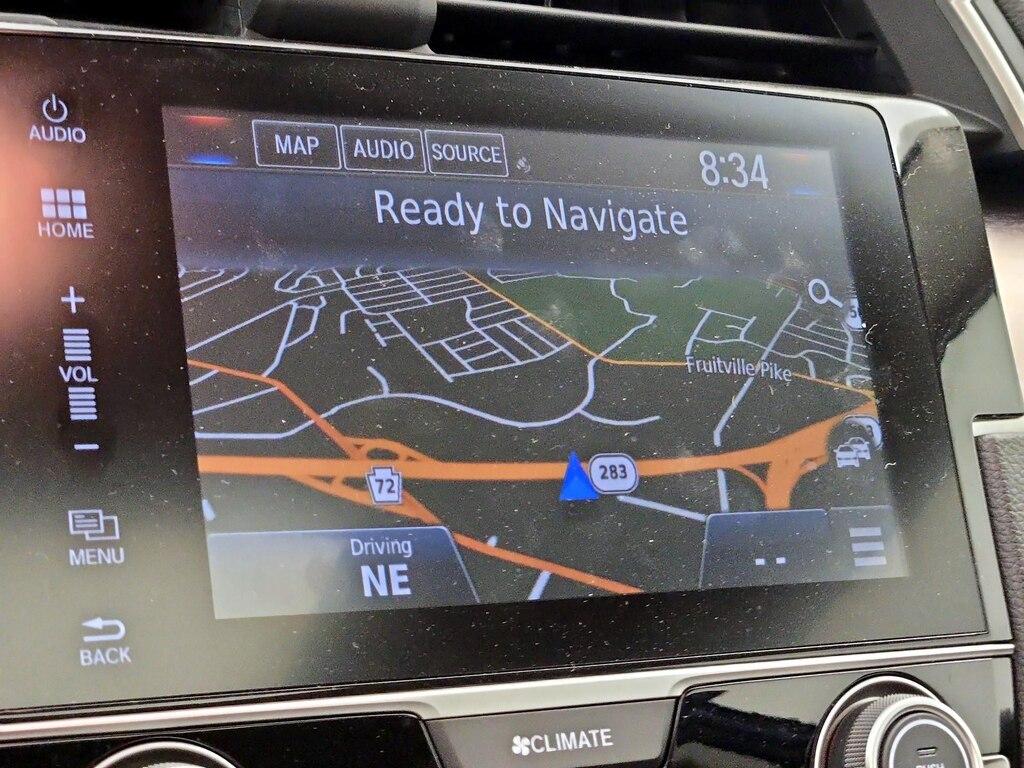 AUDIO
HOME
+
VOL
-
MENU
BACK
MAP AUDIO SOURCE 8:34
Ready to Navigate
Fruitville Pike
72
283
Driving
NE
--
CLIMATE
PUSH